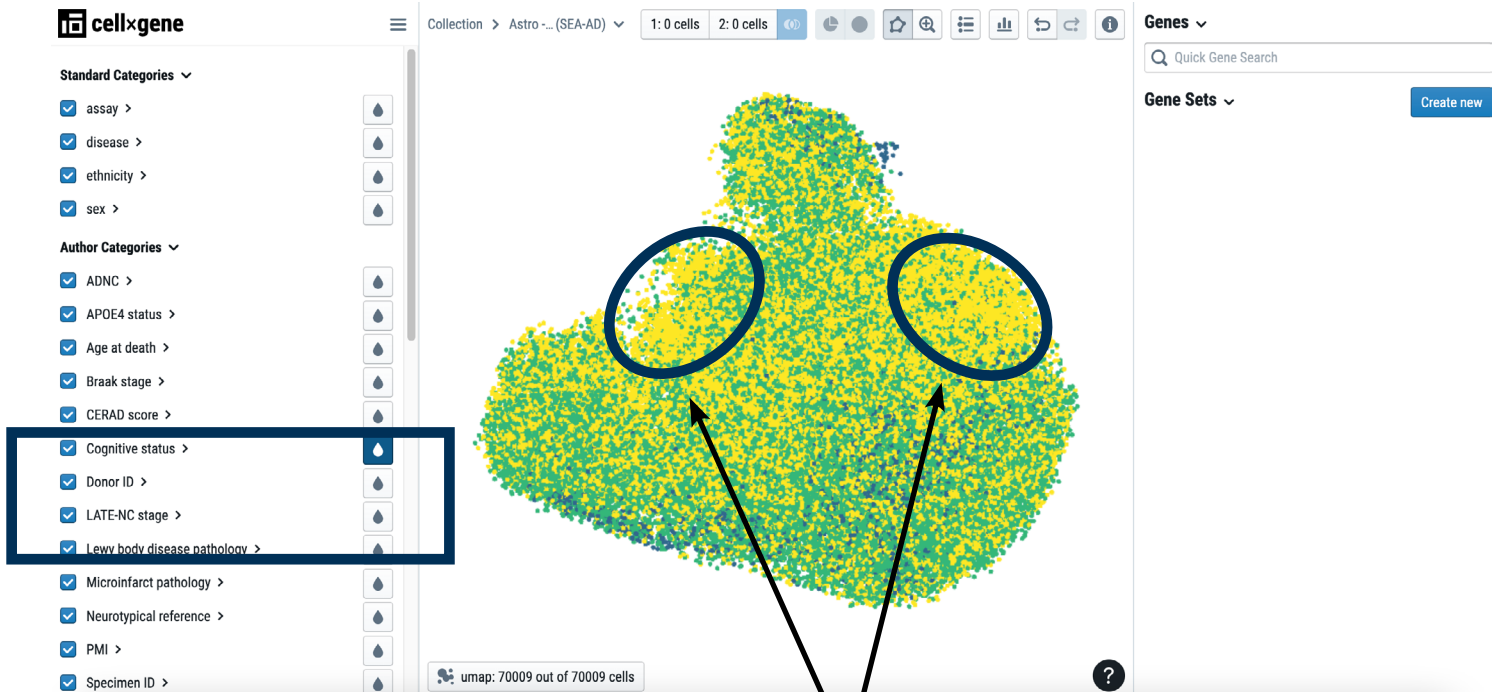 cell×gene
Collection > Astro -... (SEA-AD)
1: 0 cells
2: 0 cells
Genes
Quick Gene Search
Gene Sets
Create new
Standard Categories
assay >
disease >
ethnicity >
sex >
Author Categories
ADNC >
APOE4 status >
Age at death >
Braak stage >
CERAD score >
Cognitive status >
Donor ID >
LATE-NC stage >
Lewy body disease pathology >
Microinfarct pathology >
Neurotypical reference >
PMI >
Specimen ID >
umap: 70009 out of 70009 cells
?